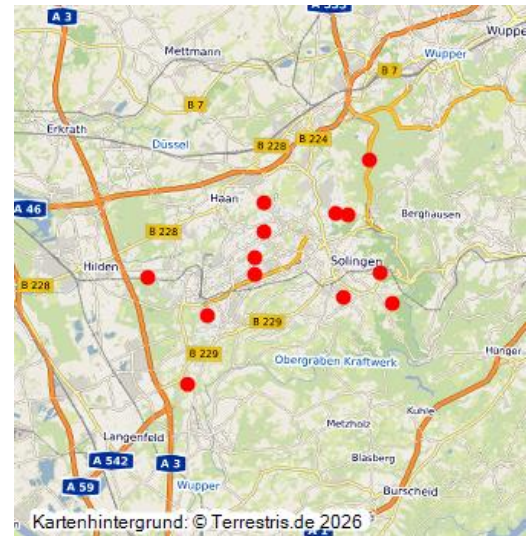 A 3
A 535
Wuppe
Mettmann
Wupper
B 7
B 7
Erkrath
Düssel
B 228
B 224
Haan
Berghausen
A 46
B 228
Hilden
Solingen
B 228
B 229
Hünger
B 229
Obergraben Kraftwerk
Kuhle
Metzholz
Langenfeld
Blasberg
A 542
A 3
A 59
Wupper
Burscheid
Kartenhintergrund: © Terrestris.de 2026